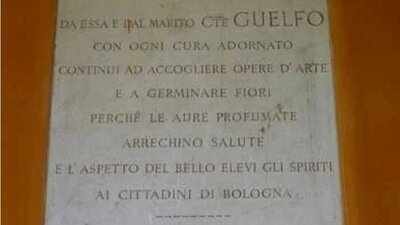 DA ESSA E DAL MARITO CTE GUELFO
CON OGNI CURA ADORNATO
CONTINUI AD ACCOGLIERE OPERE D'ARTE
E A GERMINARE FIORI
PERCHÉ LE AURE PROFUMATE
ARRECHINO SALUTE
E L'ASPETTO DEL BELLO ELEVI GLI SPIRITI
AI CITTADINI DI BOLOGNA